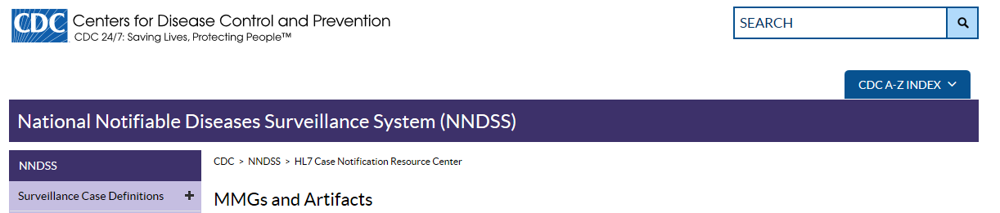 CDC Centers for Disease Control and Prevention
CDC 24/7: Saving Lives, Protecting People™
SEARCH
CDC A-Z INDEX
National Notifiable Diseases Surveillance System (NNDSS)
NNDSS
CDC > NNDSS > HL7 Case Notification Resource Center
Surveillance Case Definitions +
MMGs and Artifacts